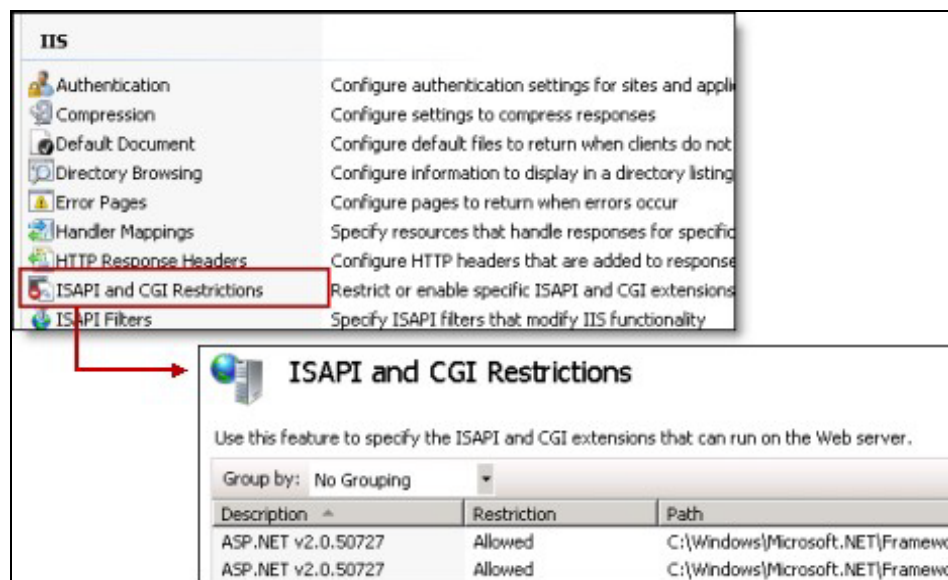 IIS
Authentication Configure authentication settings for sites and appli
Compression Configure settings to compress responses
Default Document Configure default files to return when clients do not
Directory Browsing Configure information to display in a directory listing
Error Pages Configure pages to return when errors occur
Handler Mappings Specify resources that handle responses for specific
HTTP Response Headers Configure HTTP headers that are added to response
ISAPI and CGI Restrictions Restrict or enable specific ISAPI and CGI extensions
ISAPI Filters Specify ISAPI filters that modify IIS functionality
ISAPI and CGI Restrictions
Use this feature to specify the ISAPI and CGI extensions that can run on the Web server.
Group by: No Grouping
Description Restriction Path
ASP.NET v2.0.50727 Allowed C:\Windows\Microsoft.NET\Framewo
ASP.NET v2.0.50727 Allowed C:\Windows\Microsoft.NET\Framewo